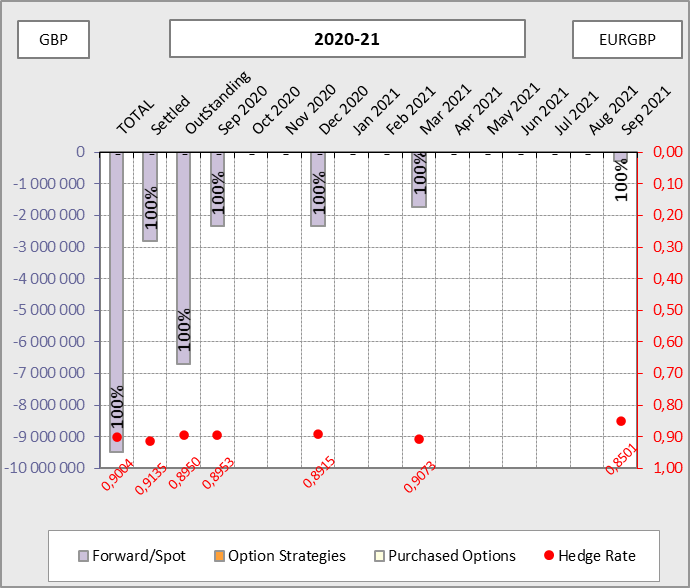 GBP 2020-21 EURGBP
TOTAL Settled OutStanding Sep 2020 Oct 2020 Nov 2020 Dec 2020 Jan 2021 Feb 2021 Mar 2021 Apr 2021 May 2021 Jun 2021 Jul 2021 Aug 2021 Sep 2021
0 0,00
-1 000 000 0,10
100% 100% 100% 100% 100%
-2 000 000 0,20
-3 000 000 0,30
-4 000 000 0,40
-5 000 000 0,50
100%
-6 000 000 0,60
-7 000 000 0,70
-8 000 000 0,80
100%
-9 000 000 0,90
-10 000 000 1,00
0,9004 0,9135 0,8950 0,8953 0,8915 0,9073 0,8501
Forward/Spot Option Strategies Purchased Options Hedge Rate